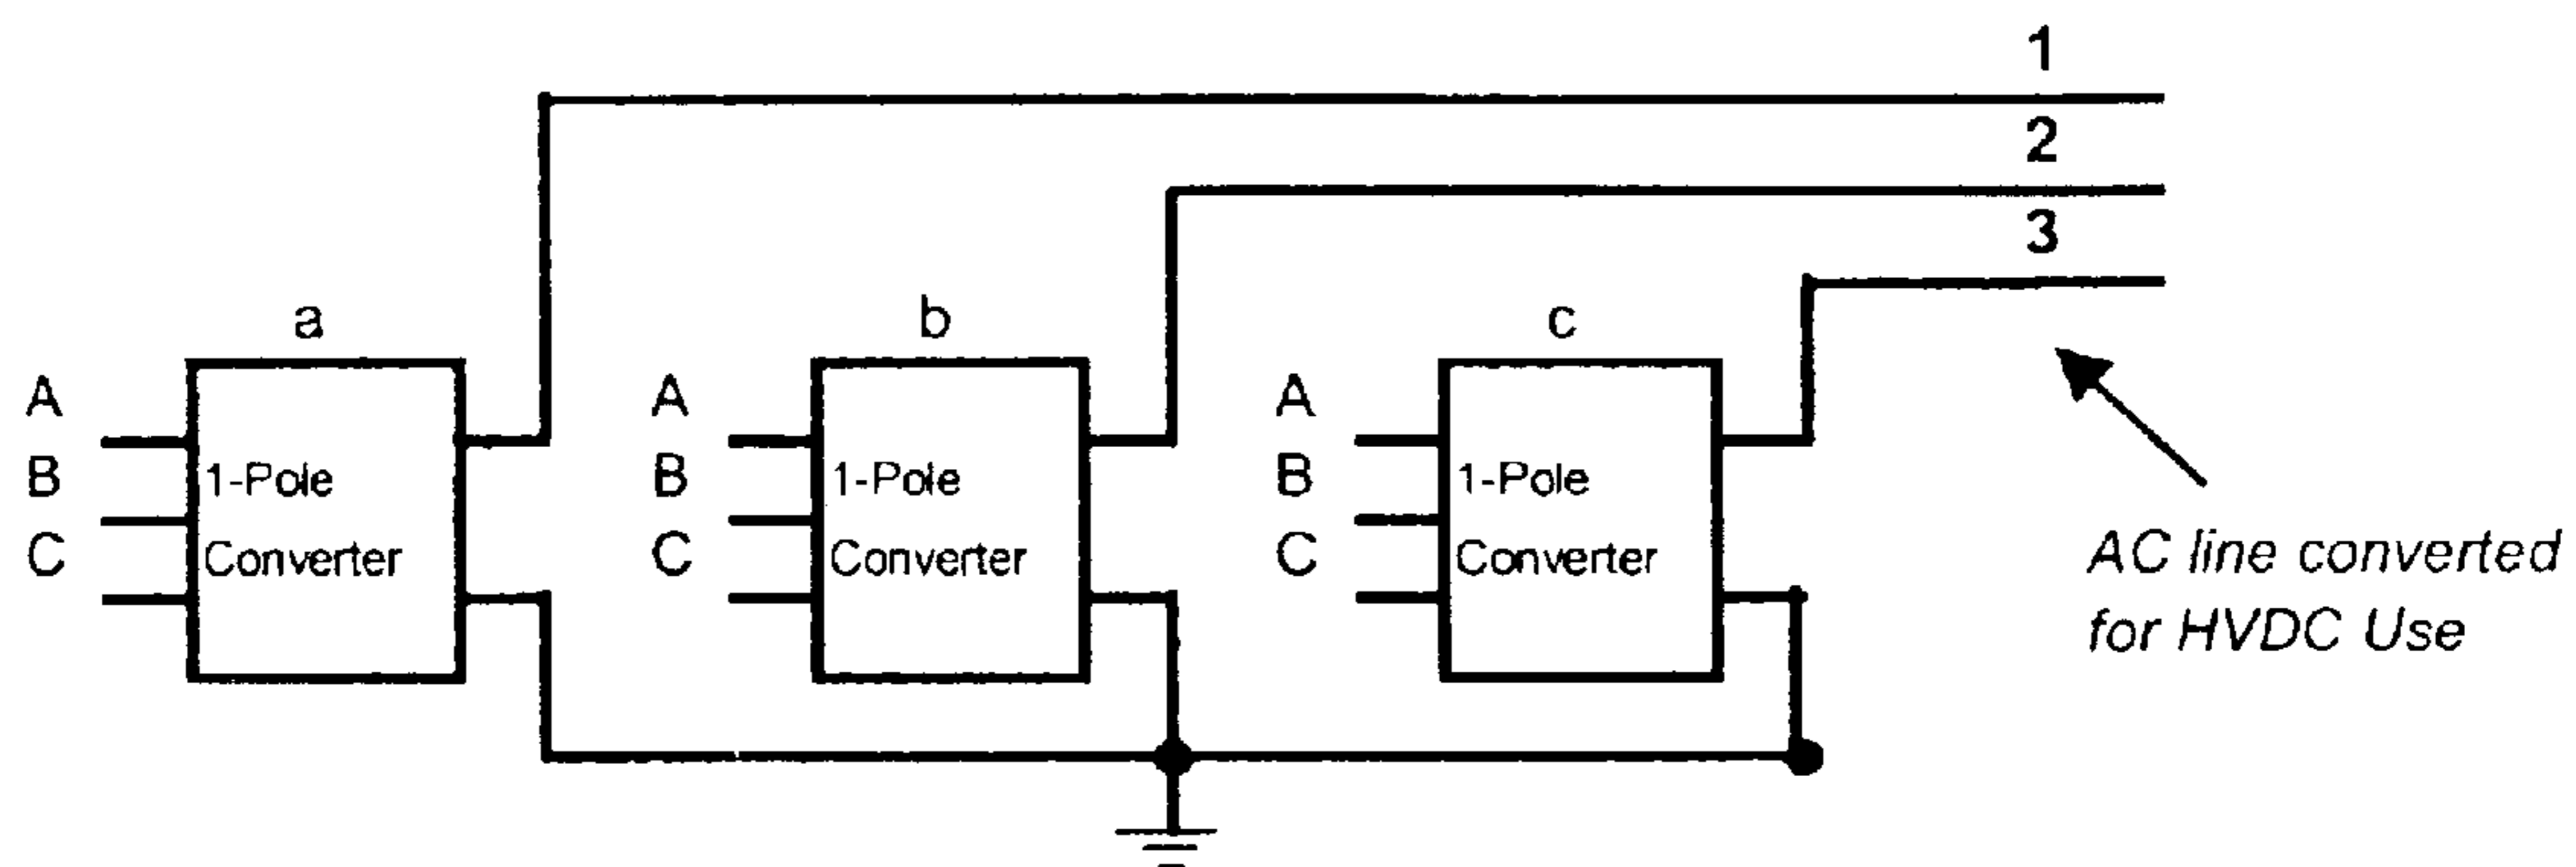 1
2
3
a
b
c
A
B
C
1-Pole
Converter
A
B
C
1-Pole
Converter
A
B
C
1-Pole
Converter
AC line converted
for HVDC Use